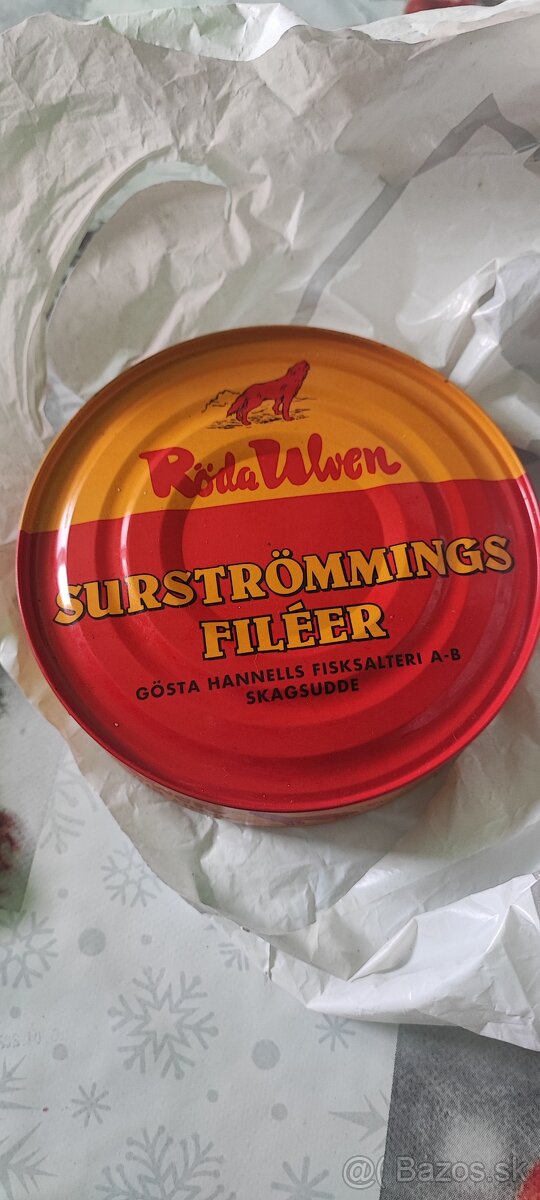 Röda Ulven
SURSTRÖMMINGS
FILÉER
GÖSTA HANNELLS FISKSALTERI A-B
SKAGSUDDE
@ Bazos.sk